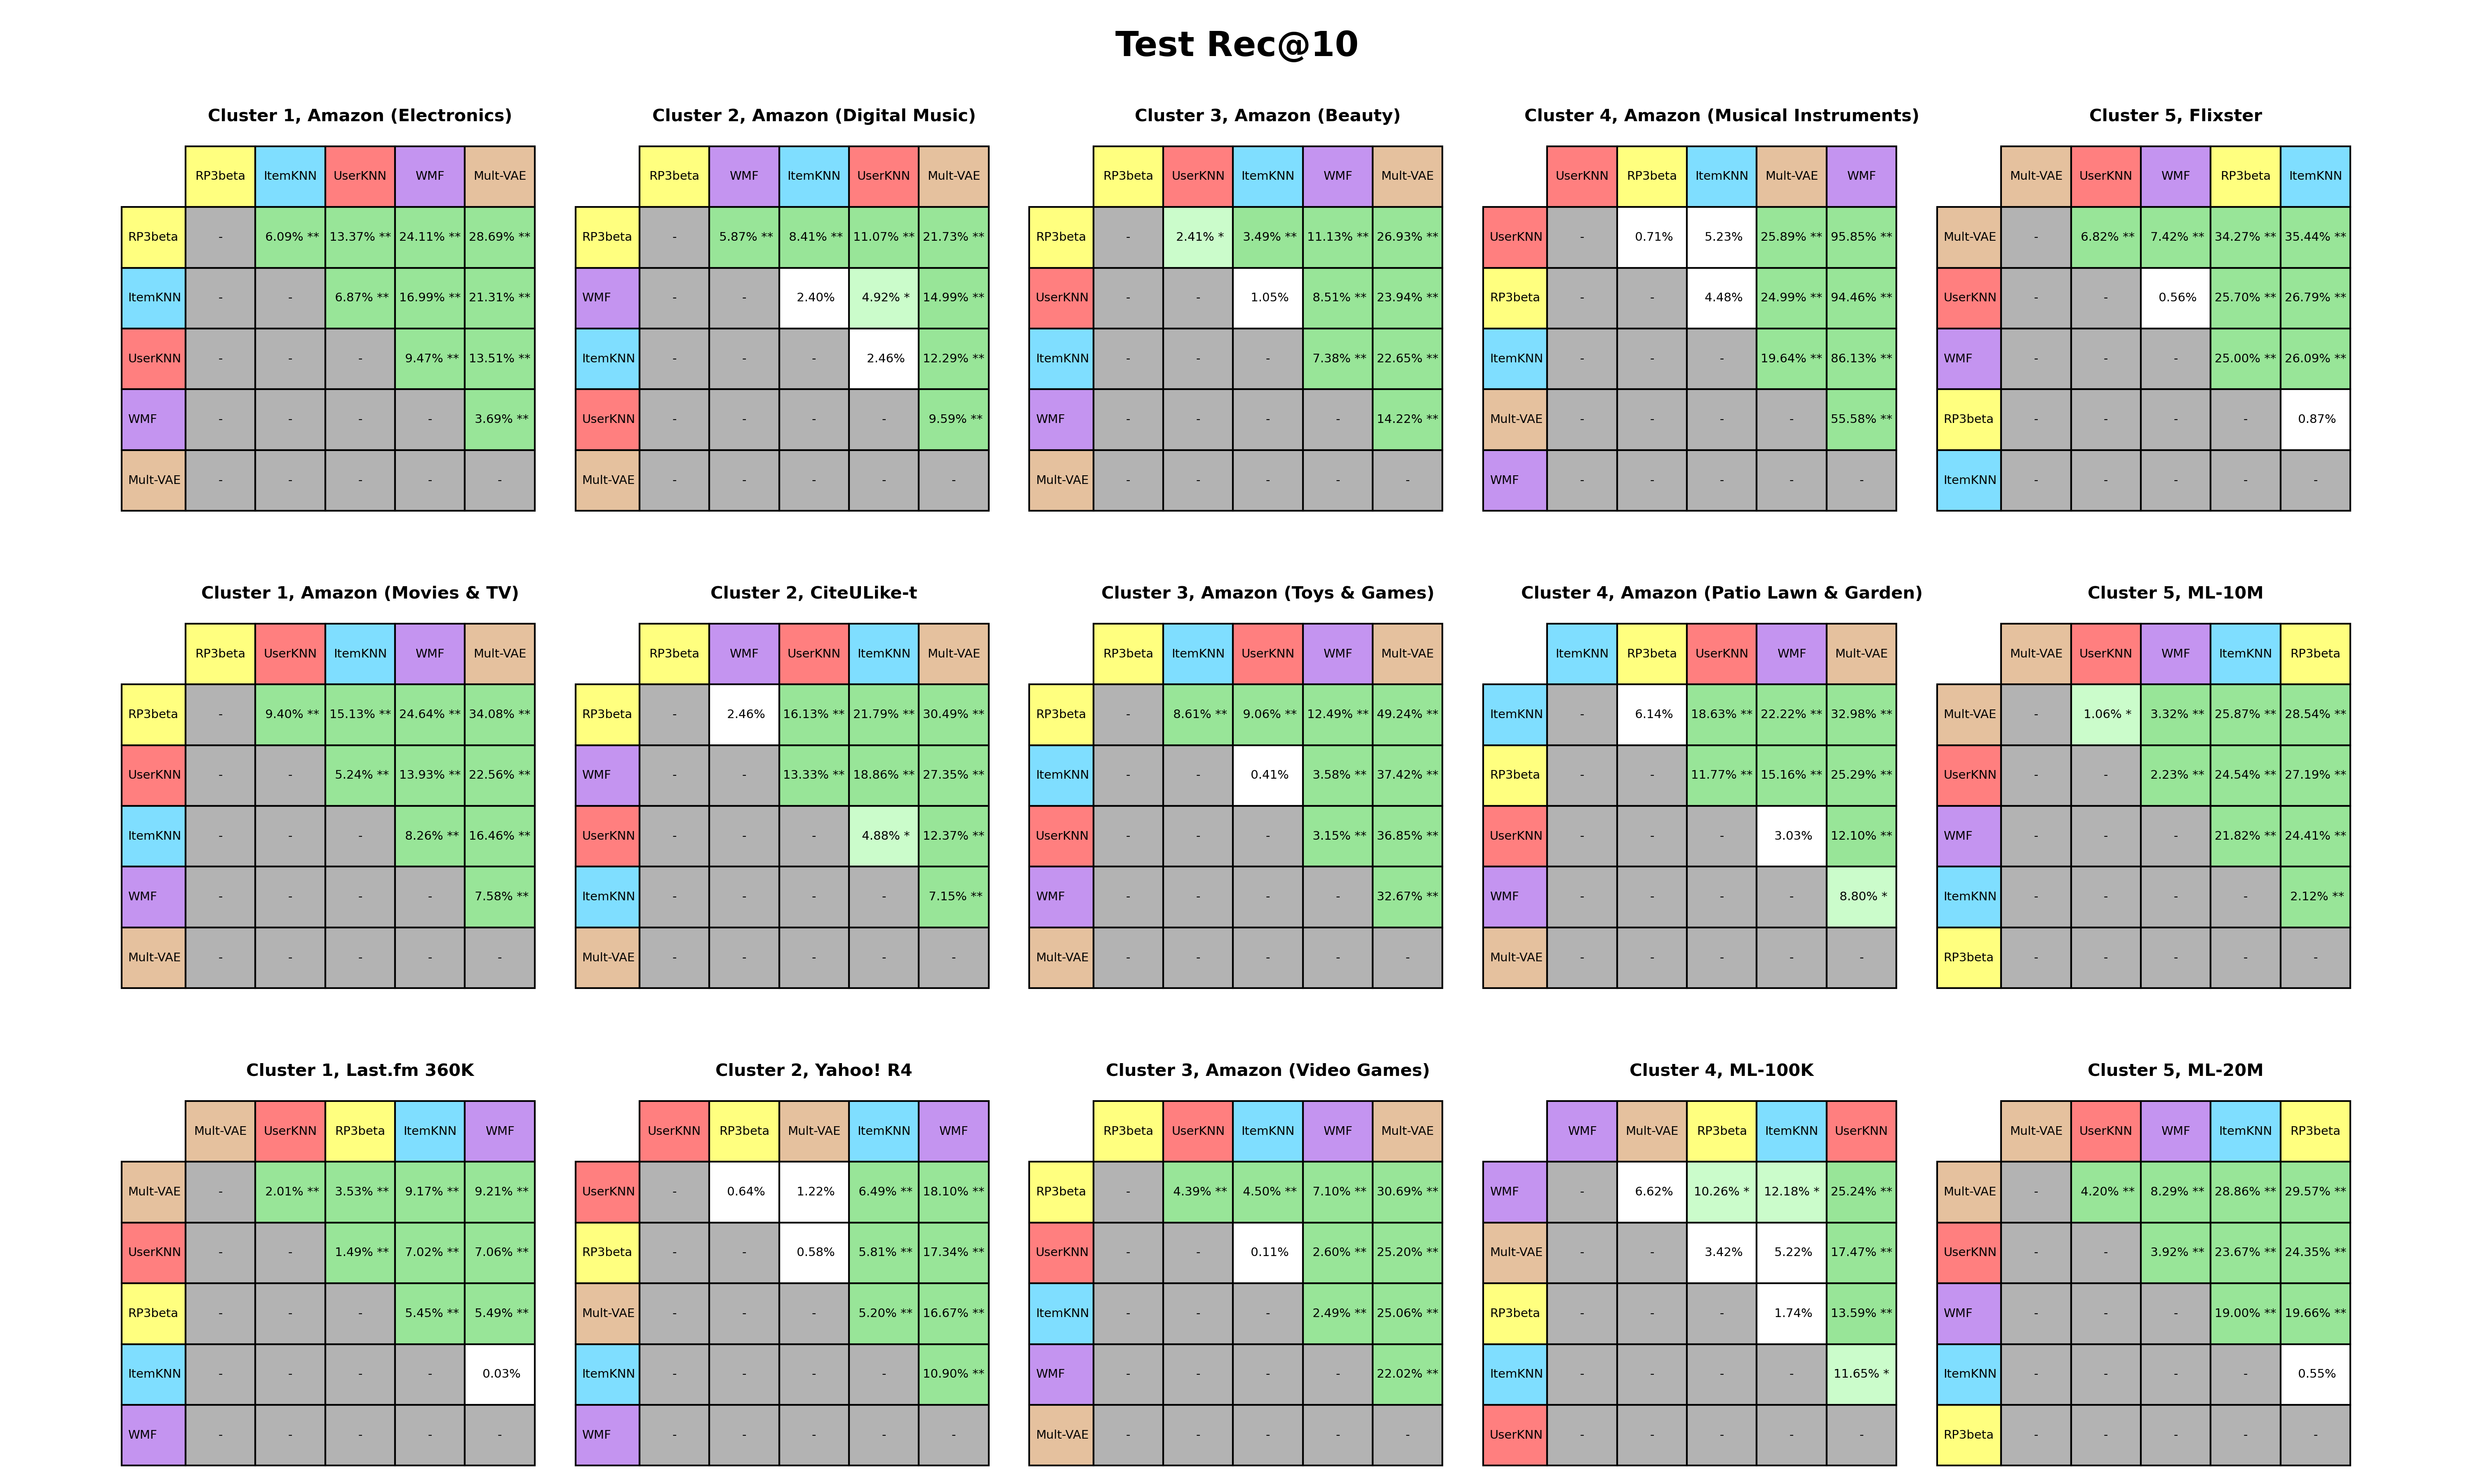 Test Rec@10
Cluster 1, Amazon (Electronics)
RP3beta ItemKNN UserKNN WMF Mult-VAE
RP3beta - 6.09% ** 13.37% ** 24.11% ** 28.69% **
ItemKNN - - 6.87% ** 16.99% ** 21.31% **
UserKNN - - - 9.47% ** 13.51% **
WMF - - - - 3.69% **
Mult-VAE - - - - -
Cluster 2, Amazon (Digital Music)
RP3beta WMF ItemKNN UserKNN Mult-VAE
RP3beta - 5.87% ** 8.41% ** 11.07% ** 21.73% **
WMF - - 2.40% 4.92% * 14.99% **
ItemKNN - - - 2.46% 12.29% **
UserKNN - - - - 9.59% **
Mult-VAE - - - - -
Cluster 3, Amazon (Beauty)
RP3beta UserKNN ItemKNN WMF Mult-VAE
RP3beta - 2.41% * 3.49% ** 11.13% ** 26.93% **
UserKNN - - 1.05% 8.51% ** 23.94% **
ItemKNN - - - 7.38% ** 22.65% **
WMF - - - - 14.22% **
Mult-VAE - - - - -
Cluster 4, Amazon (Musical Instruments)
UserKNN RP3beta ItemKNN Mult-VAE WMF
UserKNN - 0.71% 5.23% 25.89% ** 95.85% **
RP3beta - - 4.48% 24.99% ** 94.46% **
ItemKNN - - - 19.64% ** 86.13% **
Mult-VAE - - - - 55.58% **
WMF - - - - -
Cluster 5, Flixster
Mult-VAE UserKNN WMF RP3beta ItemKNN
Mult-VAE - 6.82% ** 7.42% ** 34.27% ** 35.44% **
UserKNN - - 0.56% 25.70% ** 26.79% **
WMF - - - 25.00% ** 26.09% **
RP3beta - - - - 0.87%
ItemKNN - - - - -
Cluster 1, Amazon (Movies & TV)
RP3beta UserKNN ItemKNN WMF Mult-VAE
RP3beta - 9.40% ** 15.13% ** 24.64% ** 34.08% **
UserKNN - - 5.24% ** 13.93% ** 22.56% **
ItemKNN - - - 8.26% ** 16.46% **
WMF - - - - 7.58% **
Mult-VAE - - - - -
Cluster 2, CiteULike-t
RP3beta WMF UserKNN ItemKNN Mult-VAE
RP3beta - 2.46% 16.13% ** 21.79% ** 30.49% **
WMF - - 13.33% ** 18.86% ** 27.35% **
UserKNN - - - 4.88% * 12.37% **
ItemKNN - - - - 7.15% **
Mult-VAE - - - - -
Cluster 3, Amazon (Toys & Games)
RP3beta ItemKNN UserKNN WMF Mult-VAE
RP3beta - 8.61% ** 9.06% ** 12.49% ** 49.24% **
ItemKNN - - 0.41% 3.58% ** 37.42% **
UserKNN - - - 3.15% ** 36.85% **
WMF - - - - 32.67% **
Mult-VAE - - - - -
Cluster 4, Amazon (Patio Lawn & Garden)
ItemKNN RP3beta UserKNN WMF Mult-VAE
ItemKNN - 6.14% 18.63% ** 22.22% ** 32.98% **
RP3beta - - 11.77% ** 15.16% ** 25.29% **
UserKNN - - - 3.03% 12.10% **
WMF - - - - 8.80% *
Mult-VAE - - - - -
Cluster 5, ML-10M
Mult-VAE UserKNN WMF ItemKNN RP3beta
Mult-VAE - 1.06% * 3.32% ** 25.87% ** 28.54% **
UserKNN - - 2.23% ** 24.54% ** 27.19% **
WMF - - - 21.82% ** 24.41% **
ItemKNN - - - - 2.12% **
RP3beta - - - - -
Cluster 1, Last.fm 360K
Mult-VAE UserKNN RP3beta ItemKNN WMF
Mult-VAE - 2.01% ** 3.53% ** 9.17% ** 9.21% **
UserKNN - - 1.49% ** 7.02% ** 7.06% **
RP3beta - - - 5.45% ** 5.49% **
ItemKNN - - - - 0.03%
WMF - - - - -
Cluster 2, Yahoo! R4
UserKNN RP3beta Mult-VAE ItemKNN WMF
UserKNN - 0.64% 1.22% 6.49% ** 18.10% **
RP3beta - - 0.58% 5.81% ** 17.34% **
Mult-VAE - - - 5.20% ** 16.67% **
ItemKNN - - - - 10.90% **
WMF - - - - -
Cluster 3, Amazon (Video Games)
RP3beta UserKNN ItemKNN WMF Mult-VAE
RP3beta - 4.39% ** 4.50% ** 7.10% ** 30.69% **
UserKNN - - 0.11% 2.60% ** 25.20% **
ItemKNN - - - 2.49% ** 25.06% **
WMF - - - - 22.02% **
Mult-VAE - - - - -
Cluster 4, ML-100K
WMF Mult-VAE RP3beta ItemKNN UserKNN
WMF - 6.62% 10.26% * 12.18% * 25.24% **
Mult-VAE - - 3.42% 5.22% 17.47% **
RP3beta - - - 1.74% 13.59% **
ItemKNN - - - - 11.65% *
UserKNN - - - - -
Cluster 5, ML-20M
Mult-VAE UserKNN WMF ItemKNN RP3beta
Mult-VAE - 4.20% ** 8.29% ** 28.86% ** 29.57% **
UserKNN - - 3.92% ** 23.67% ** 24.35% **
WMF - - - 19.00% ** 19.66% **
ItemKNN - - - - 0.55%
RP3beta - - - - -